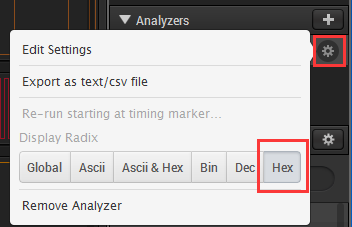 Analyzers
Edit Settings
Export as text/csv file
Re-run starting at timing marker...
Display Radix
Global Ascii Ascii & Hex Bin Dec Hex
Remove Analyzer